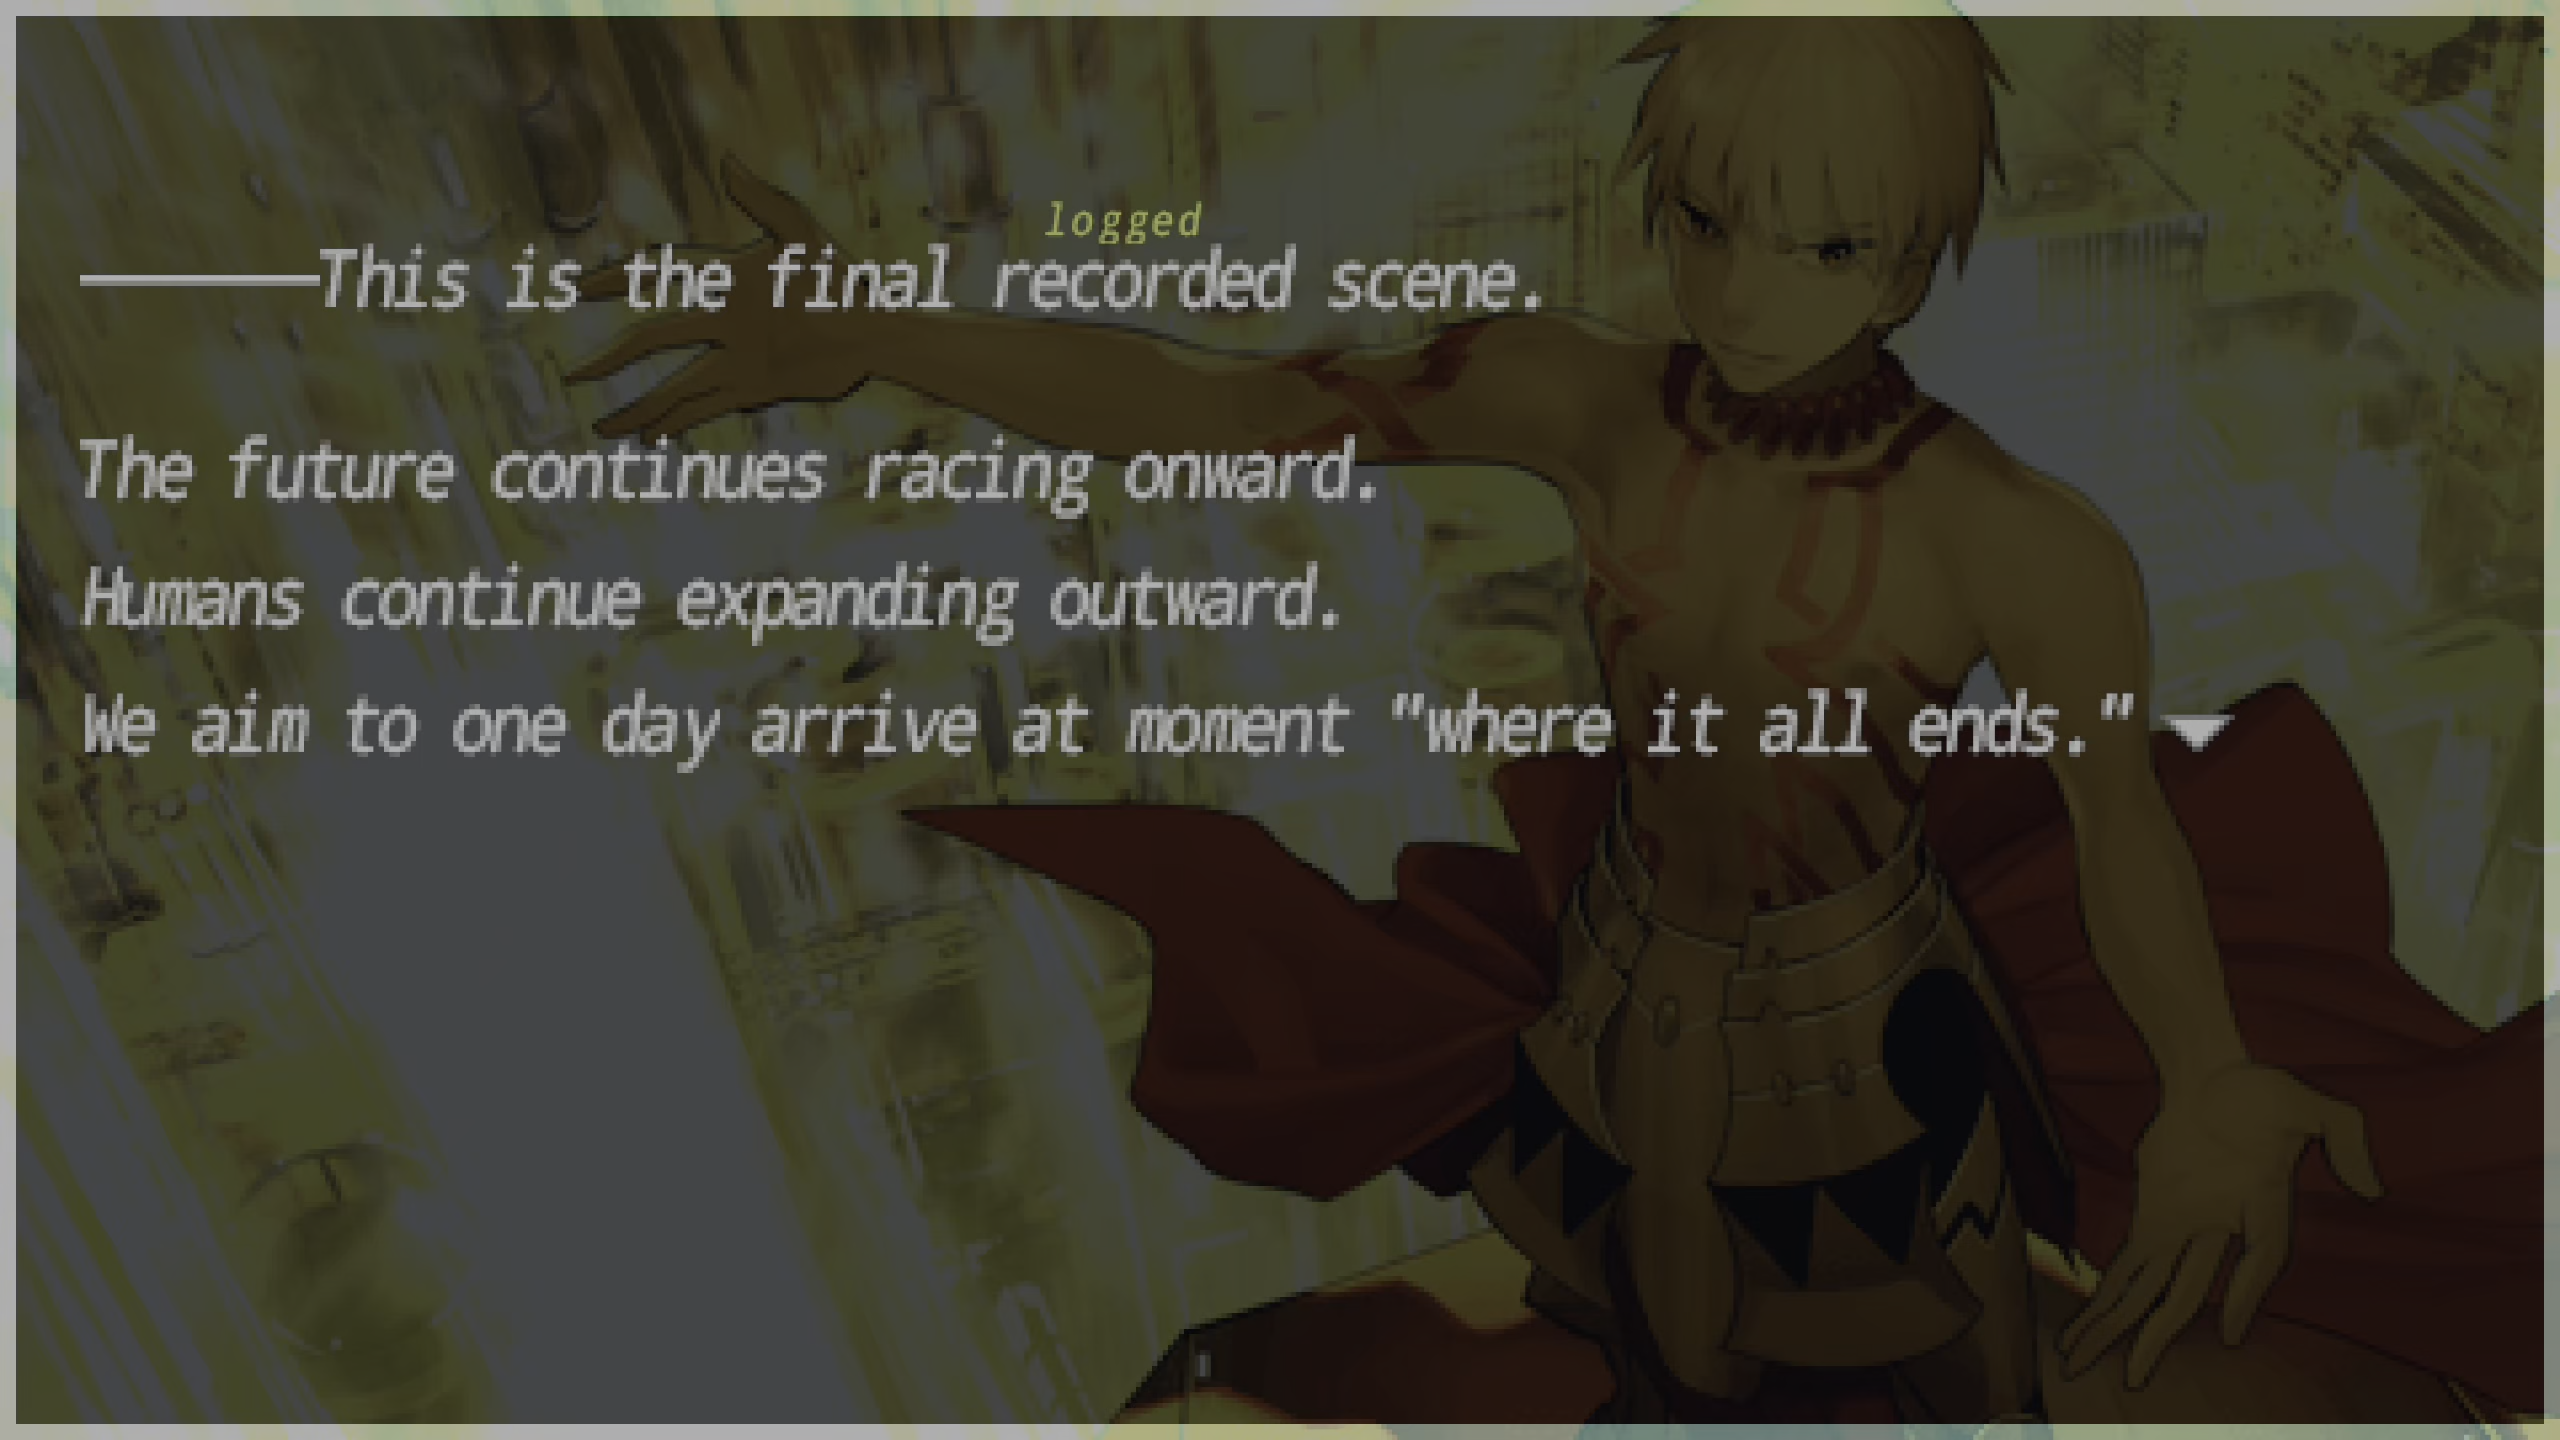 logged
———This is the final recorded scene.
The future continues racing onward.
Humans continue expanding outward.
We aim to one day arrive at moment "where it all ends."